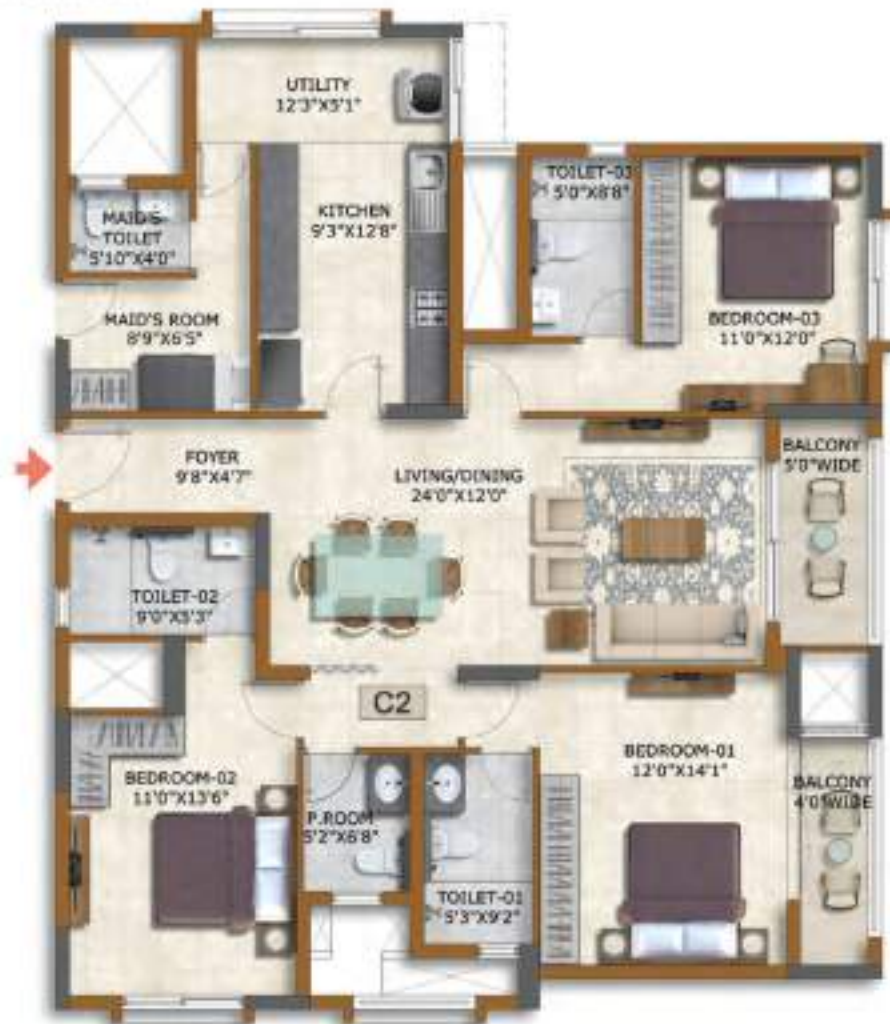 UTILITY
12'3"X5'1"
TOILET-03
5'0"X8'8"
MAID'S
TOILET
5'10"X4'0"
KITCHEN
9'3"X12'8"
MAID'S ROOM
8'9"X6'5"
BEDROOM-03
11'0"X12'0"
FOYER
9'8"X4'7"
LIVING/DINING
24'0"X12'0"
BALCONY
5'0"WIDE
TOILET-02
9'0"X5'3"
C2
BEDROOM-02
11'0"X13'6"
BEDROOM-01
12'0"X14'1"
P.ROOM
5'2"X6'8"
BALCONY
4'0"WIDE
TOILET-01
5'3"X9'2"